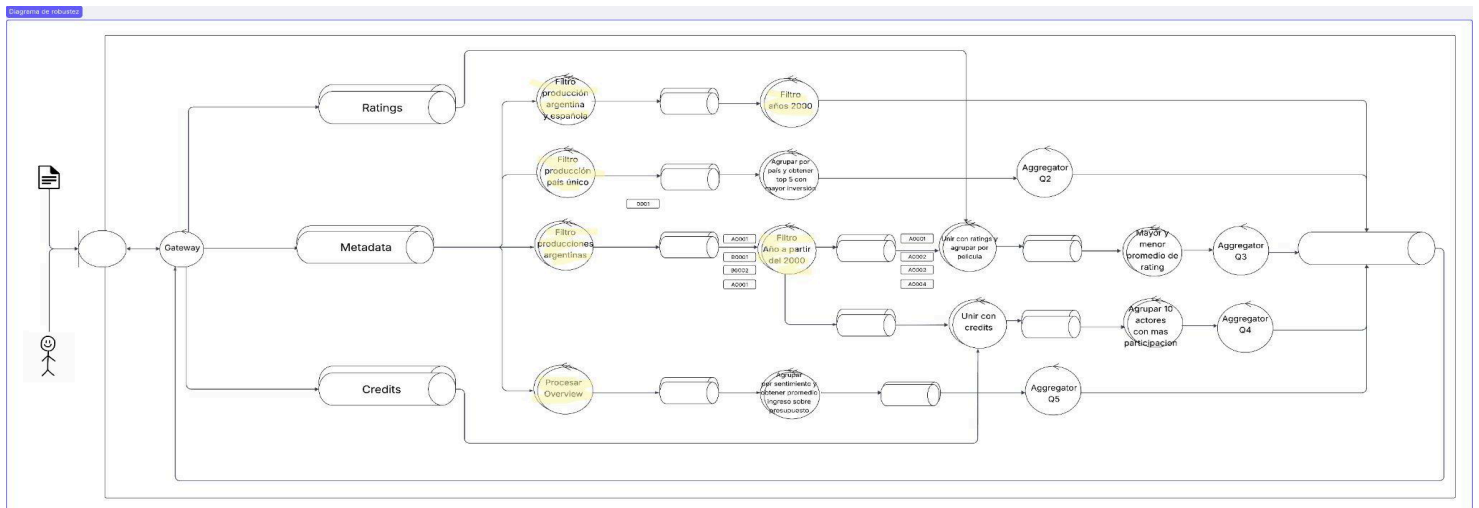 Diagrama de robustez
Ratings
Filtro
producción
argentina
y española
Filtro
años 2000
Filtro
producción
país único
Agrupar por
país y obtener
top 5 con
mayor inversión
Aggregator
Q2
0001
Gateway
Metadata
Filtro
producciones
argentinas
A0001
B0001
B0002
A0001
Filtro
Año a partir
del 2000
A0001
A0002
A0003
A0004
Unir con ratings y
agrupar por
película
Mayor y
menor
promedio de
rating
Aggregator
Q3
Unir con
credits
Agrupar 10
actores
con mas
participacion
Aggregator
Q4
Credits
Procesar
Overview
Agrupar
por sentimiento y
obtener promedio
ingreso sobre
presupuesto
Aggregator
Q5